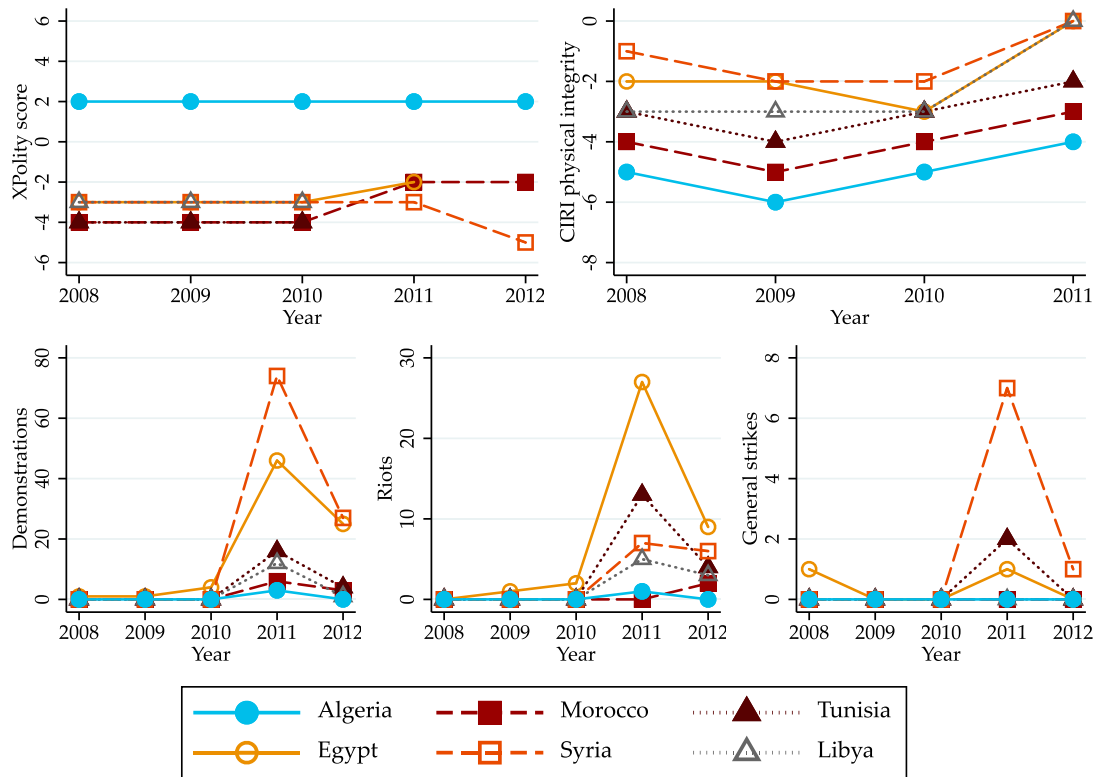 XPolity score
6
4
2
0
-2
-4
-6
2008 2009 2010 2011 2012
Year
CIRI physical integrity
0
-2
-4
-6
-8
2008 2009 2010 2011
Year
Demonstrations
80
60
40
20
0
2008 2009 2010 2011 2012
Year
Riots
30
20
10
0
2008 2009 2010 2011 2012
Year
General strikes
8
6
4
2
0
2008 2009 2010 2011 2012
Year
Algeria Morocco Tunisia
Egypt Syria Libya